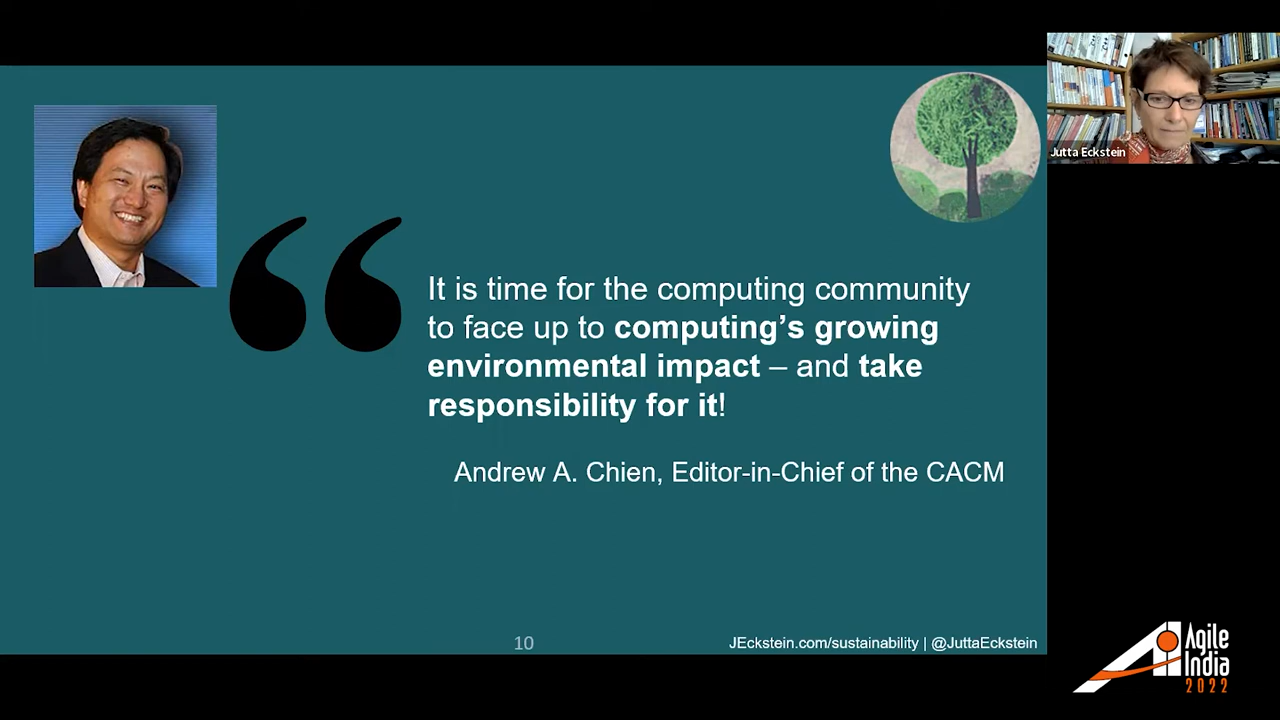 Jutta Eckstein
It is time for the computing community
to face up to computing’s growing
environmental impact – and take
responsibility for it!
Andrew A. Chien, Editor-in-Chief of the CACM
10
JEckstein.com/sustainability | @JuttaEckstein
Agile
India
2022